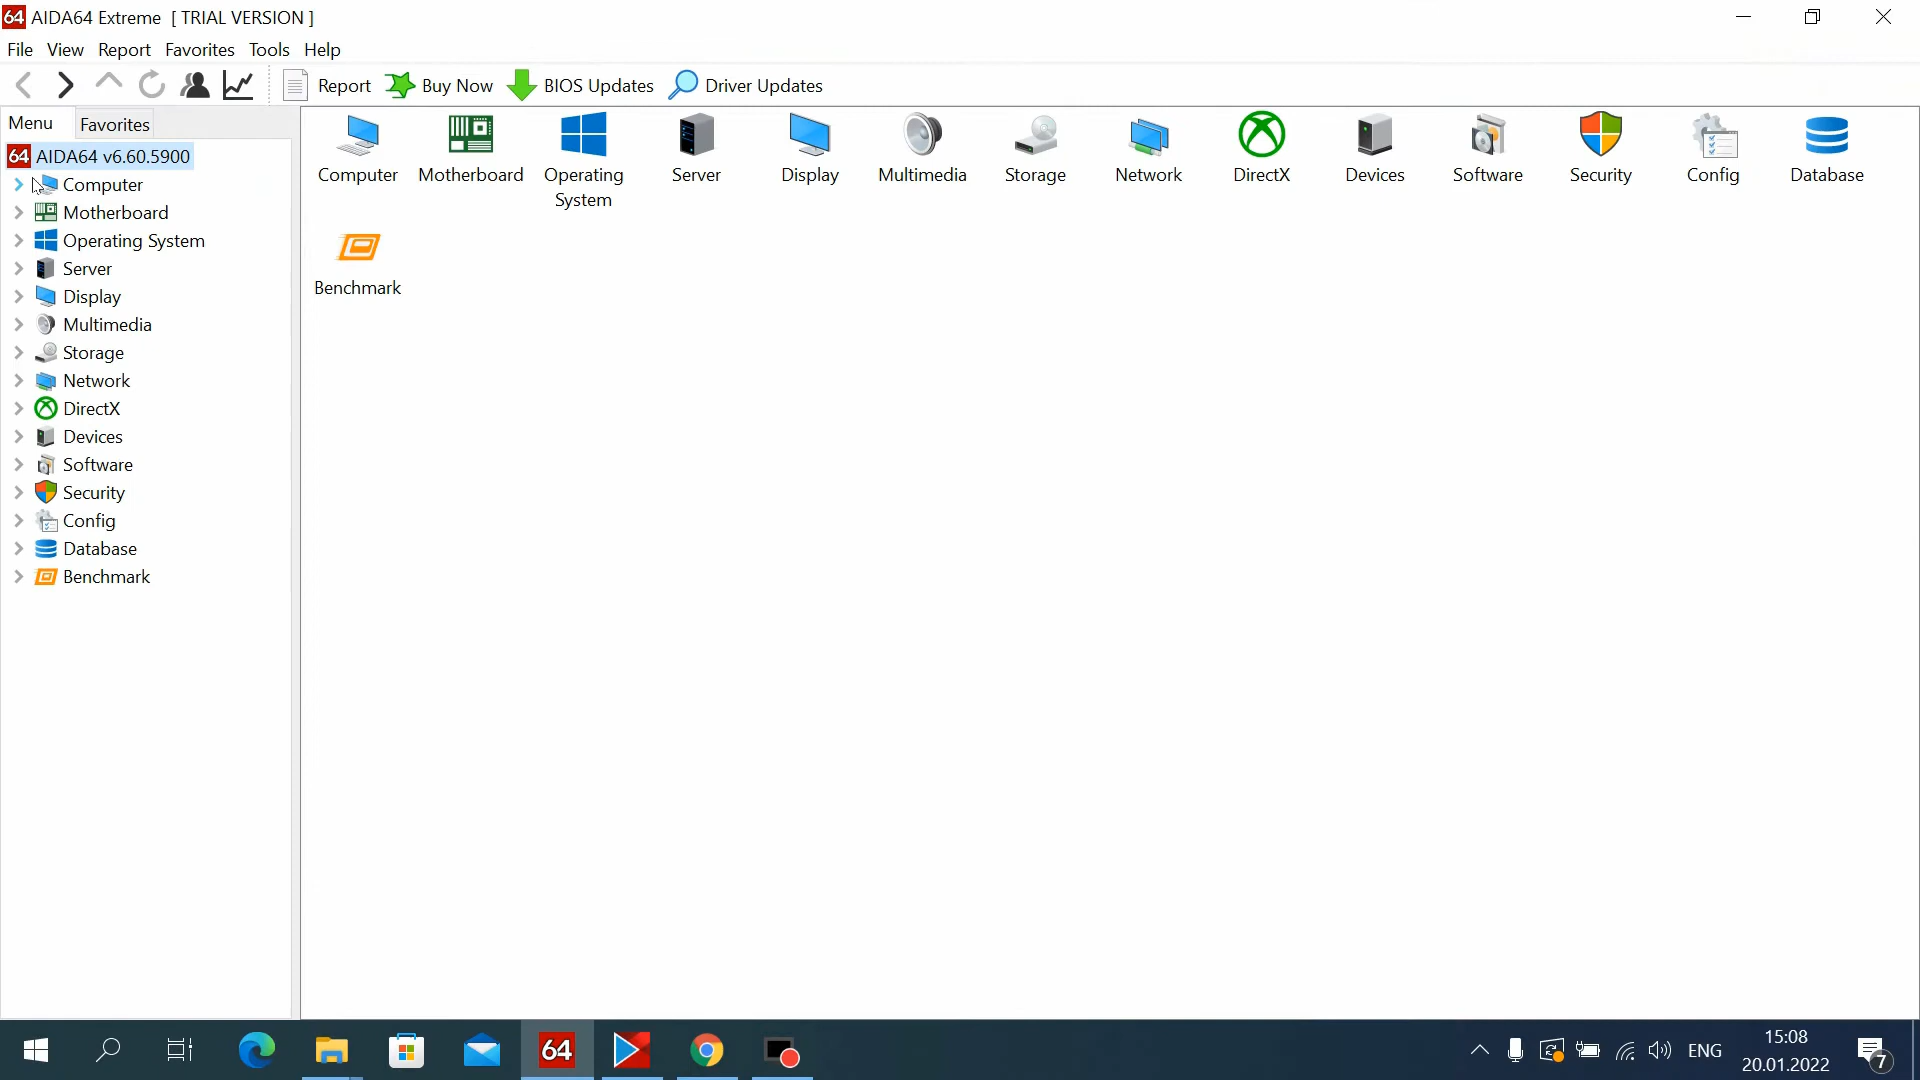 64 AIDA64 Extreme [ TRIAL VERSION ]
File View Report Favorites Tools Help
Report Buy Now BIOS Updates Driver Updates
Menu Favorites
64 AIDA64 v6.60.5900
Computer
Motherboard
Operating System
Server
Display
Multimedia
Storage
Network
DirectX
Devices
Software
Security
Config
Database
Benchmark
Computer Motherboard Operating System Server Display Multimedia Storage Network DirectX Devices Software Security Config Database
Benchmark
64
ENG
15:08
20.01.2022
7